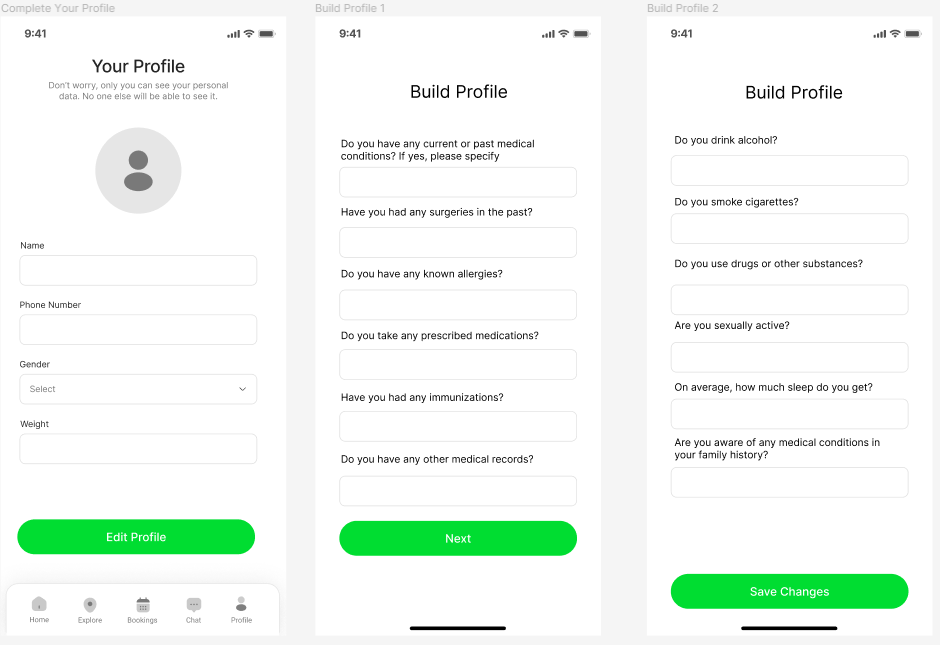 Complete Your Profile
9:41
Your Profile
Don't worry, only you can see your personal
data. No one else will be able to see it.
Name
Phone Number
Gender
Select
Weight
Edit Profile
Home
Explore
Bookings
Chat
Profile
Build Profile 1
9:41
Build Profile
Do you have any current or past medical
conditions? If yes, please specify
Have you had any surgeries in the past?
Do you have any known allergies?
Do you take any prescribed medications?
Have you had any immunizations?
Do you have any other medical records?
Next
Build Profile 2
9:41
Build Profile
Do you drink alcohol?
Do you smoke cigarettes?
Do you use drugs or other substances?
Are you sexually active?
On average, how much sleep do you get?
Are you aware of any medical conditions in
your family history?
Save Changes